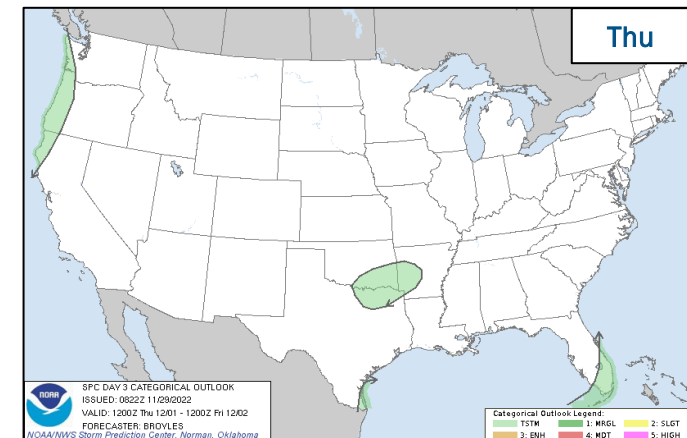 Thu
SPC DAY 3 CATEGORICAL OUTLOOK
ISSUED: 0822Z 11/29/2022
VALID: 1200Z Thu 12/01 - 1200Z Fri 12/02
FORECASTER: BROYLES
NOAA/NWS Storm Prediction Center, Norman, Oklahoma
NOAA
Categorical Outlook Legend:
TSTM 1: MRGL 2: SLGT
3: ENH 4: MDT 5: HIGH